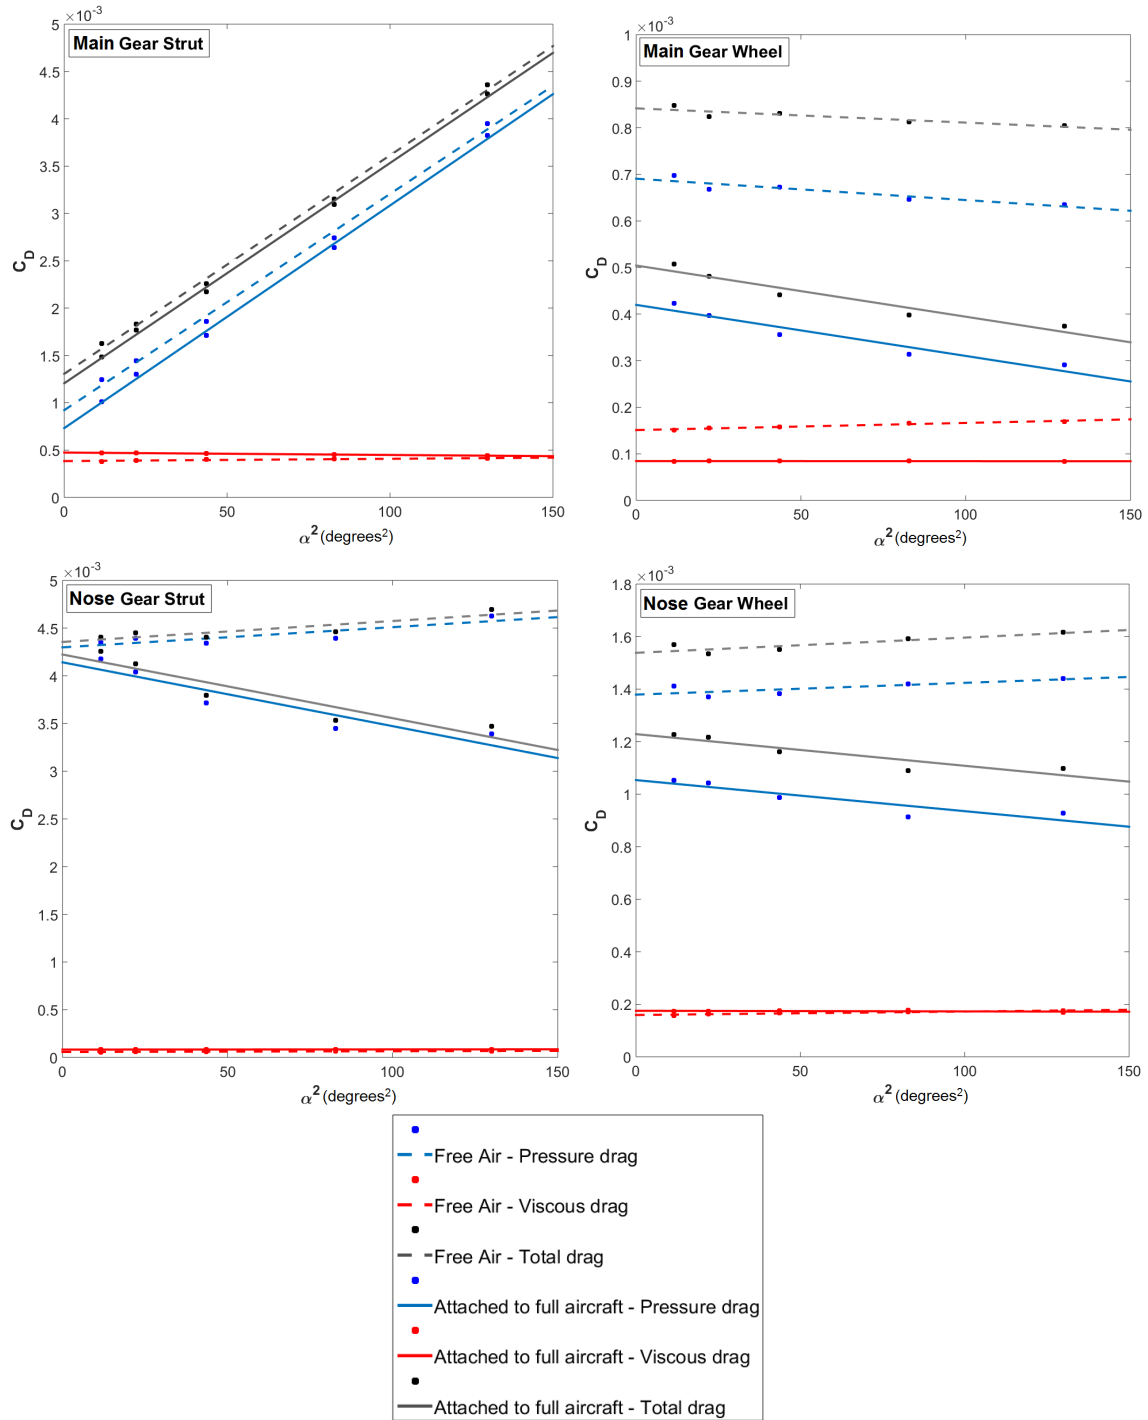 ×10⁻³
Main Gear Strut
5
4.5
4
3.5
3
2.5
2
1.5
1
0.5
0
C_D
0 50 100 150
α² (degrees²)
×10⁻³
Main Gear Wheel
1
0.9
0.8
0.7
0.6
0.5
0.4
0.3
0.2
0.1
0
C_D
0 50 100 150
α² (degrees²)
×10⁻³
Nose Gear Strut
5
4.5
4
3.5
3
2.5
2
1.5
1
0.5
0
C_D
0 50 100 150
α² (degrees²)
×10⁻³
Nose Gear Wheel
1.8
1.6
1.4
1.2
1
0.8
0.6
0.4
0.2
0
C_D
0 50 100 150
α² (degrees²)
Free Air - Pressure drag
Free Air - Viscous drag
Free Air - Total drag
Attached to full aircraft - Pressure drag
Attached to full aircraft - Viscous drag
Attached to full aircraft - Total drag